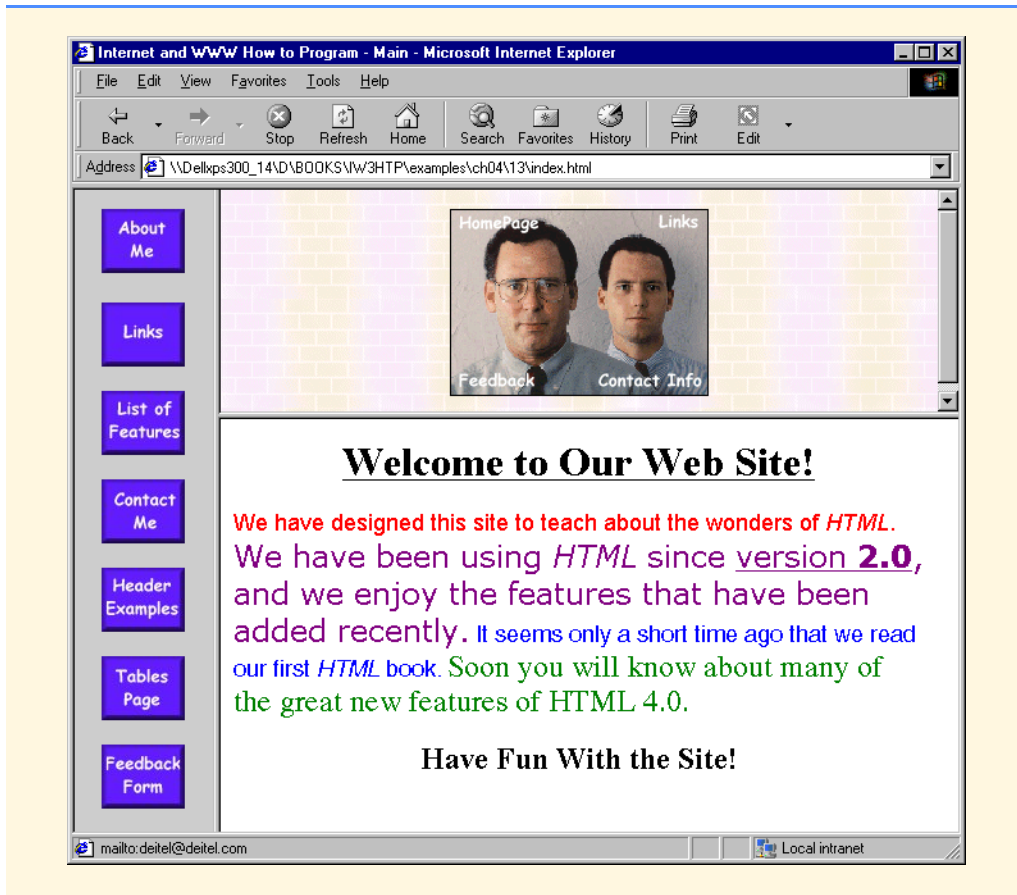 Internet and WWW How to Program - Main - Microsoft Internet Explorer
File Edit View Favorites Tools Help
Back Forward Stop Refresh Home Search Favorites History Print Edit
Address \\Dellxps300_14\D\BOOKS\IW3HTP\examples\ch04\13\index.html
About
Me
Links
List of
Features
Contact
Me
Header
Examples
Tables
Page
Feedback
Form
HomePage Links
Feedback Contact Info
Welcome to Our Web Site!
We have designed this site to teach about the wonders of HTML.
We have been using HTML since version 2.0,
and we enjoy the features that have been
added recently. It seems only a short time ago that we read
our first HTML book. Soon you will know about many of
the great new features of HTML 4.0.
Have Fun With the Site!
mailto:deitel@deitel.com Local intranet